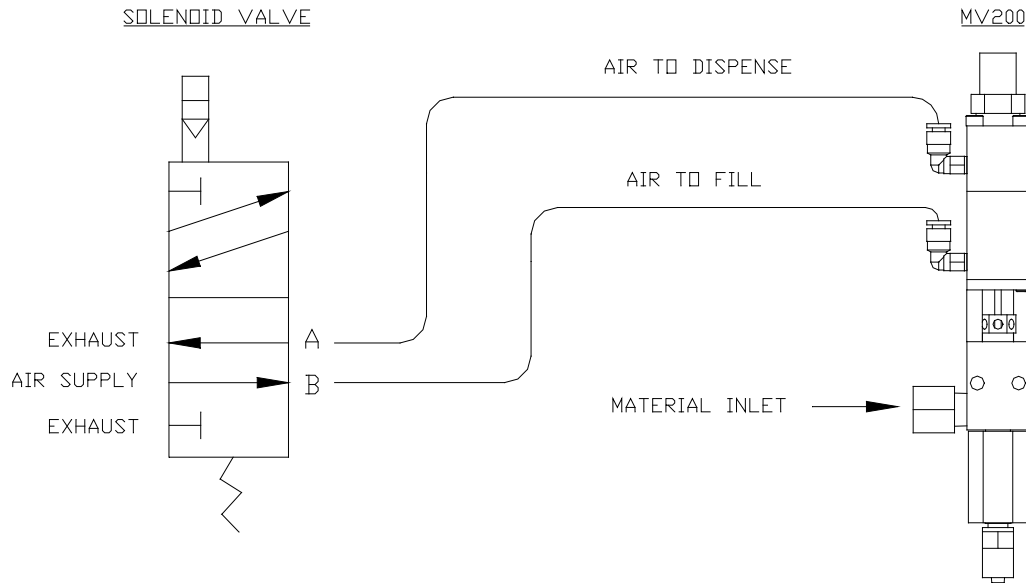 SOLENOID VALVE
MV200
AIR TO DISPENSE
AIR TO FILL
EXHAUST
A
AIR SUPPLY
B
EXHAUST
MATERIAL INLET